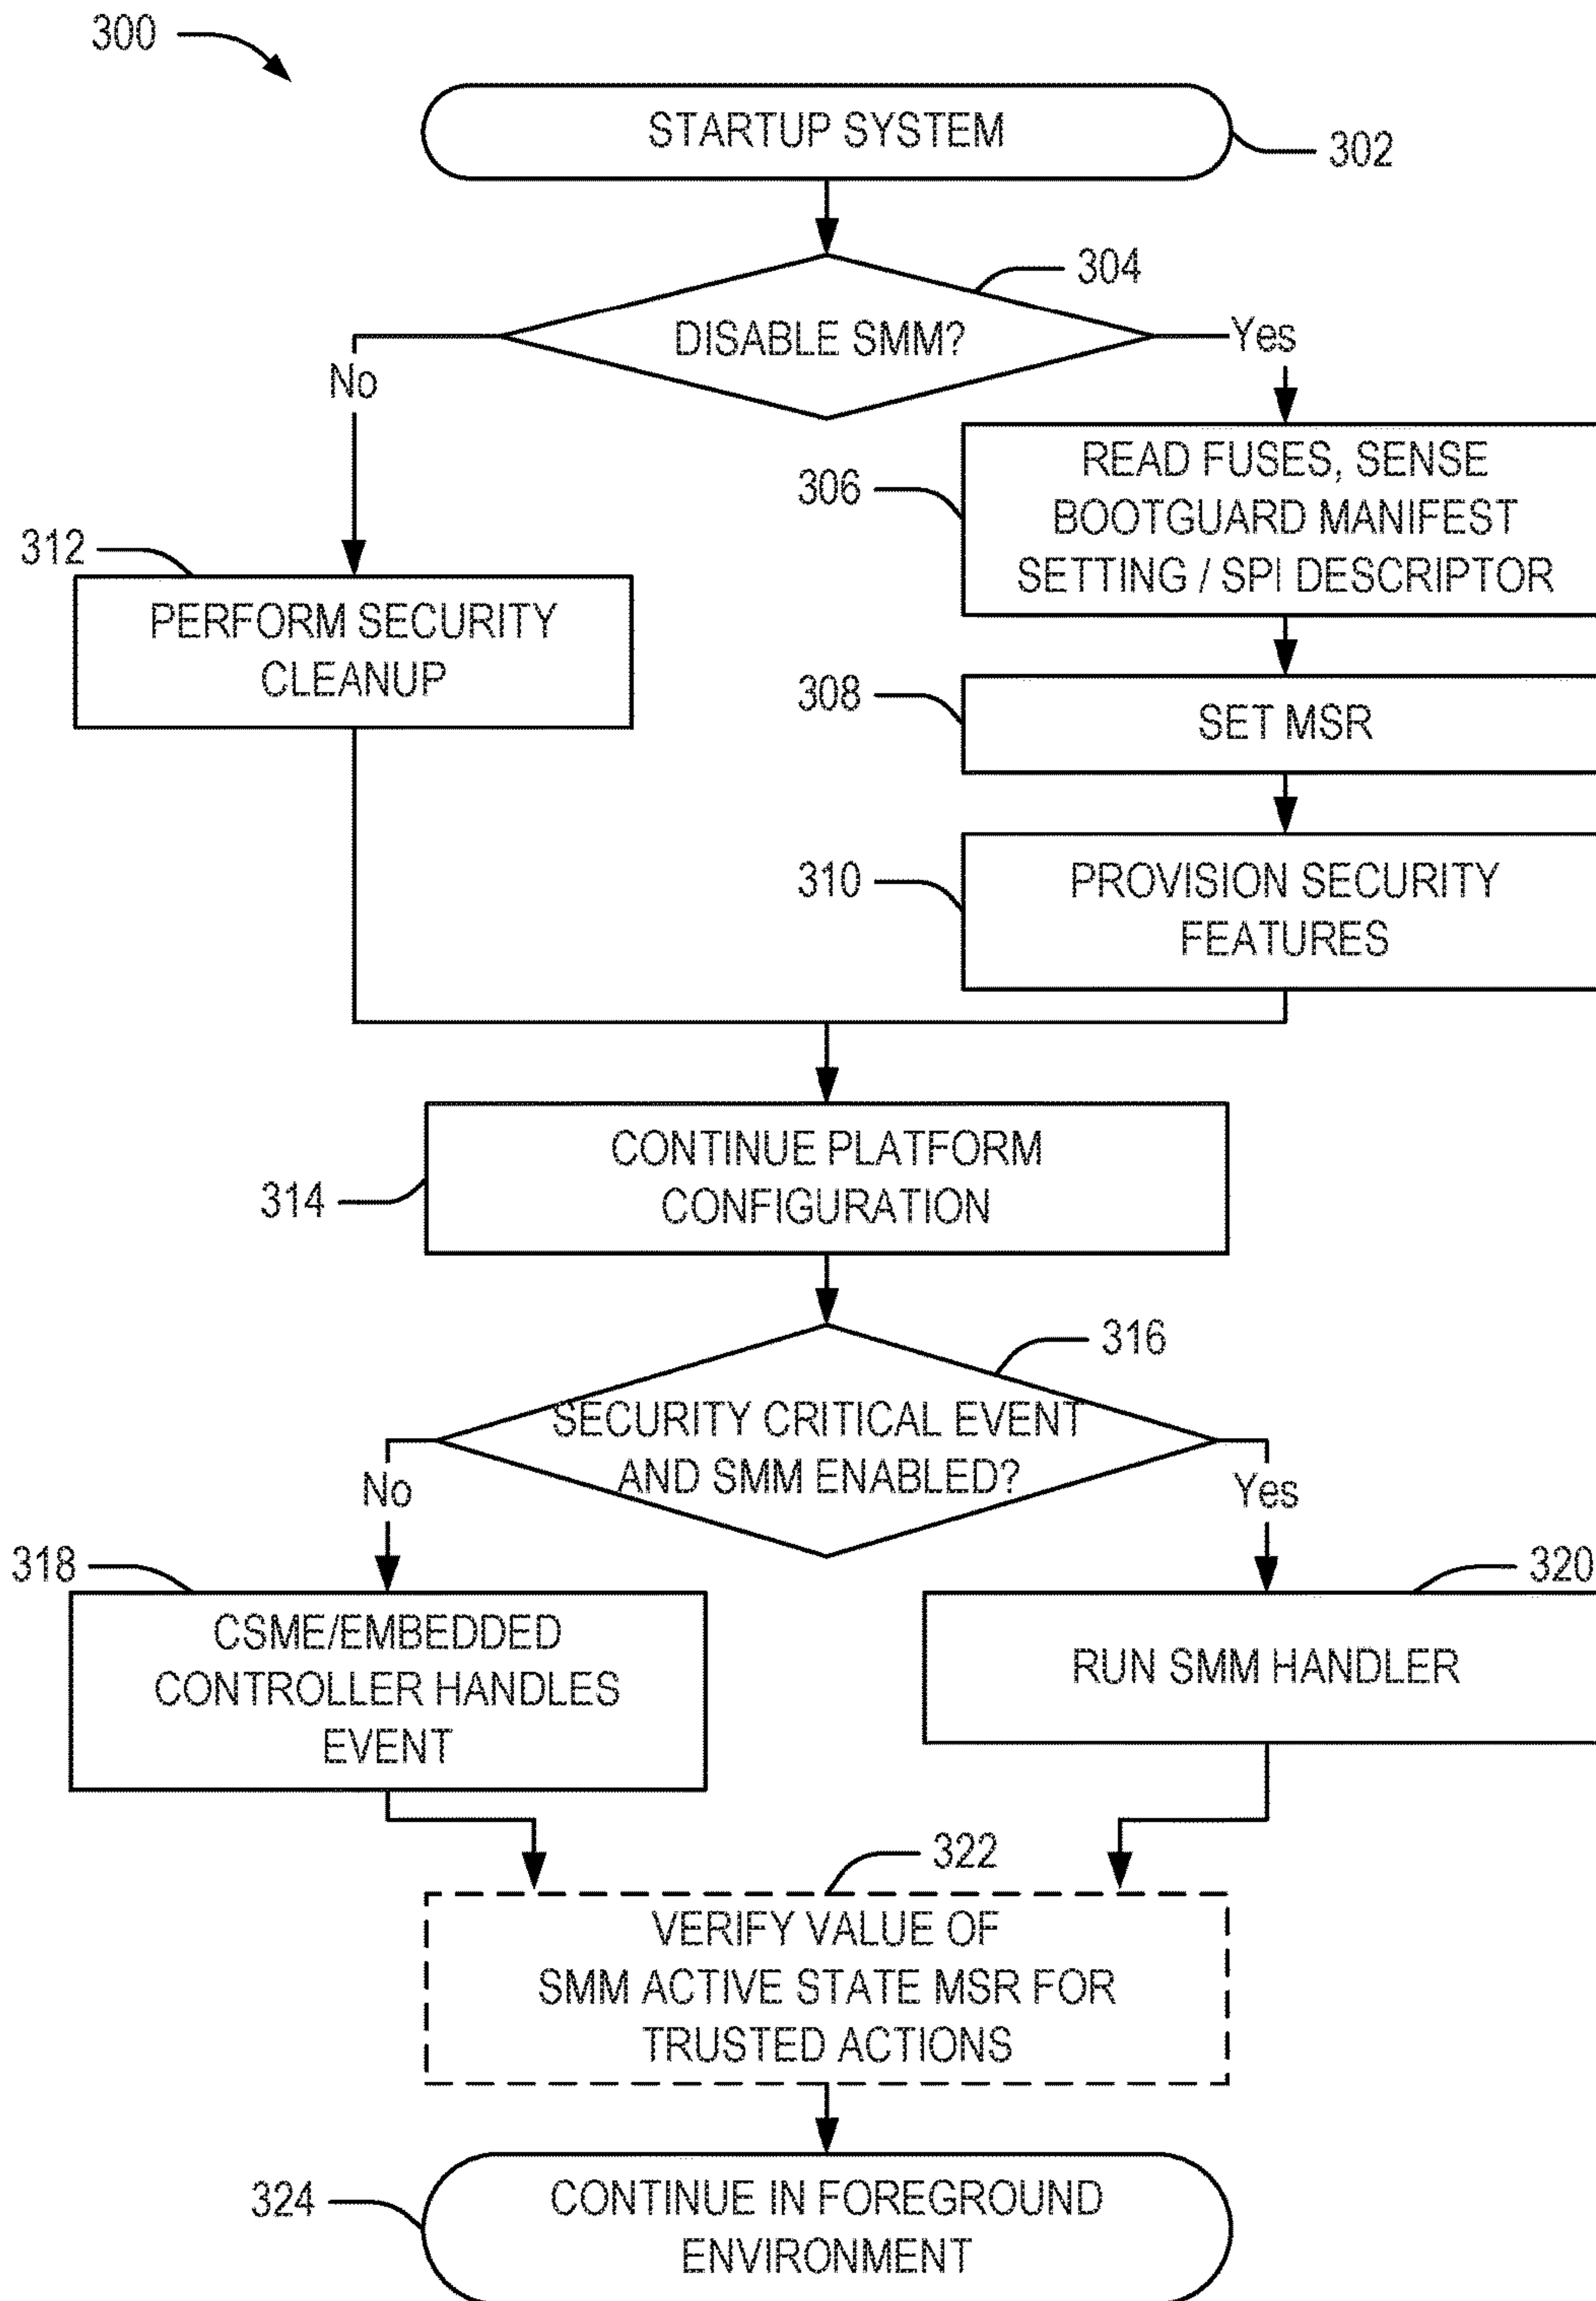 300
STARTUP SYSTEM
302
304
DISABLE SMM?
Yes
No
READ FUSES, SENSE
BOOTGUARD MANIFEST
SETTING / SPI DESCRIPTOR
306
312
PERFORM SECURITY
CLEANUP
308
SET MSR
310
PROVISION SECURITY
FEATURES
CONTINUE PLATFORM
CONFIGURATION
314
316
SECURITY CRITICAL EVENT
AND SMM ENABLED?
No
Yes
318
320
CSME/EMBEDDED
CONTROLLER HANDLES
EVENT
RUN SMM HANDLER
322
VERIFY VALUE OF
SMM ACTIVE STATE MSR FOR
TRUSTED ACTIONS
324
CONTINUE IN FOREGROUND
ENVIRONMENT